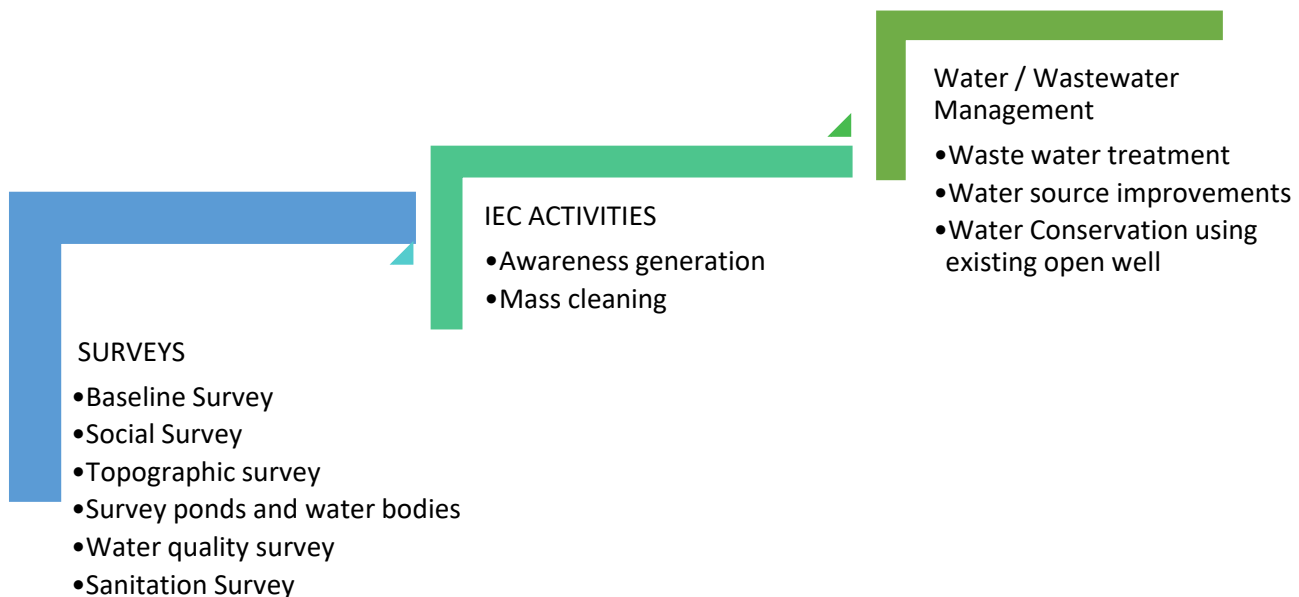 SURVEYS
•Baseline Survey
•Social Survey
•Topographic survey
•Survey ponds and water bodies
•Water quality survey
•Sanitation Survey
IEC ACTIVITIES
•Awareness generation
•Mass cleaning
Water / Wastewater
Management
•Waste water treatment
•Water source improvements
•Water Conservation using
existing open well